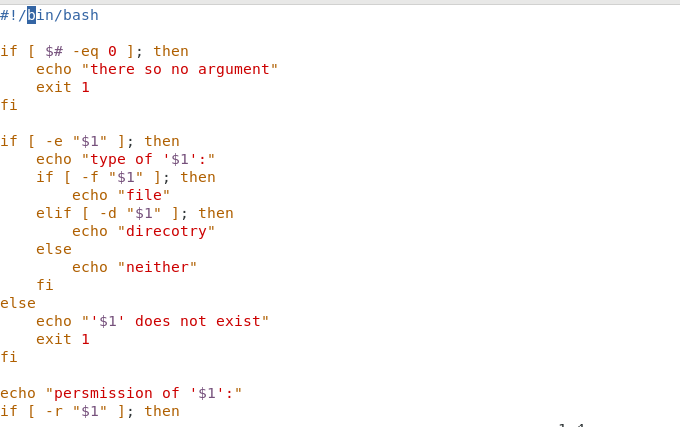 #!/bin/bash

if [ $# -eq 0 ]; then
    echo "there so no argument"
    exit 1
fi

if [ -e "$1" ]; then
    echo "type of '$1':"
    if [ -f "$1" ]; then
        echo "file"
    elif [ -d "$1" ]; then
        echo "direcotry"
    else
        echo "neither"
    fi
else
    echo "'$1' does not exist"
    exit 1
fi

echo "persmission of '$1':"
if [ -r "$1" ]; then